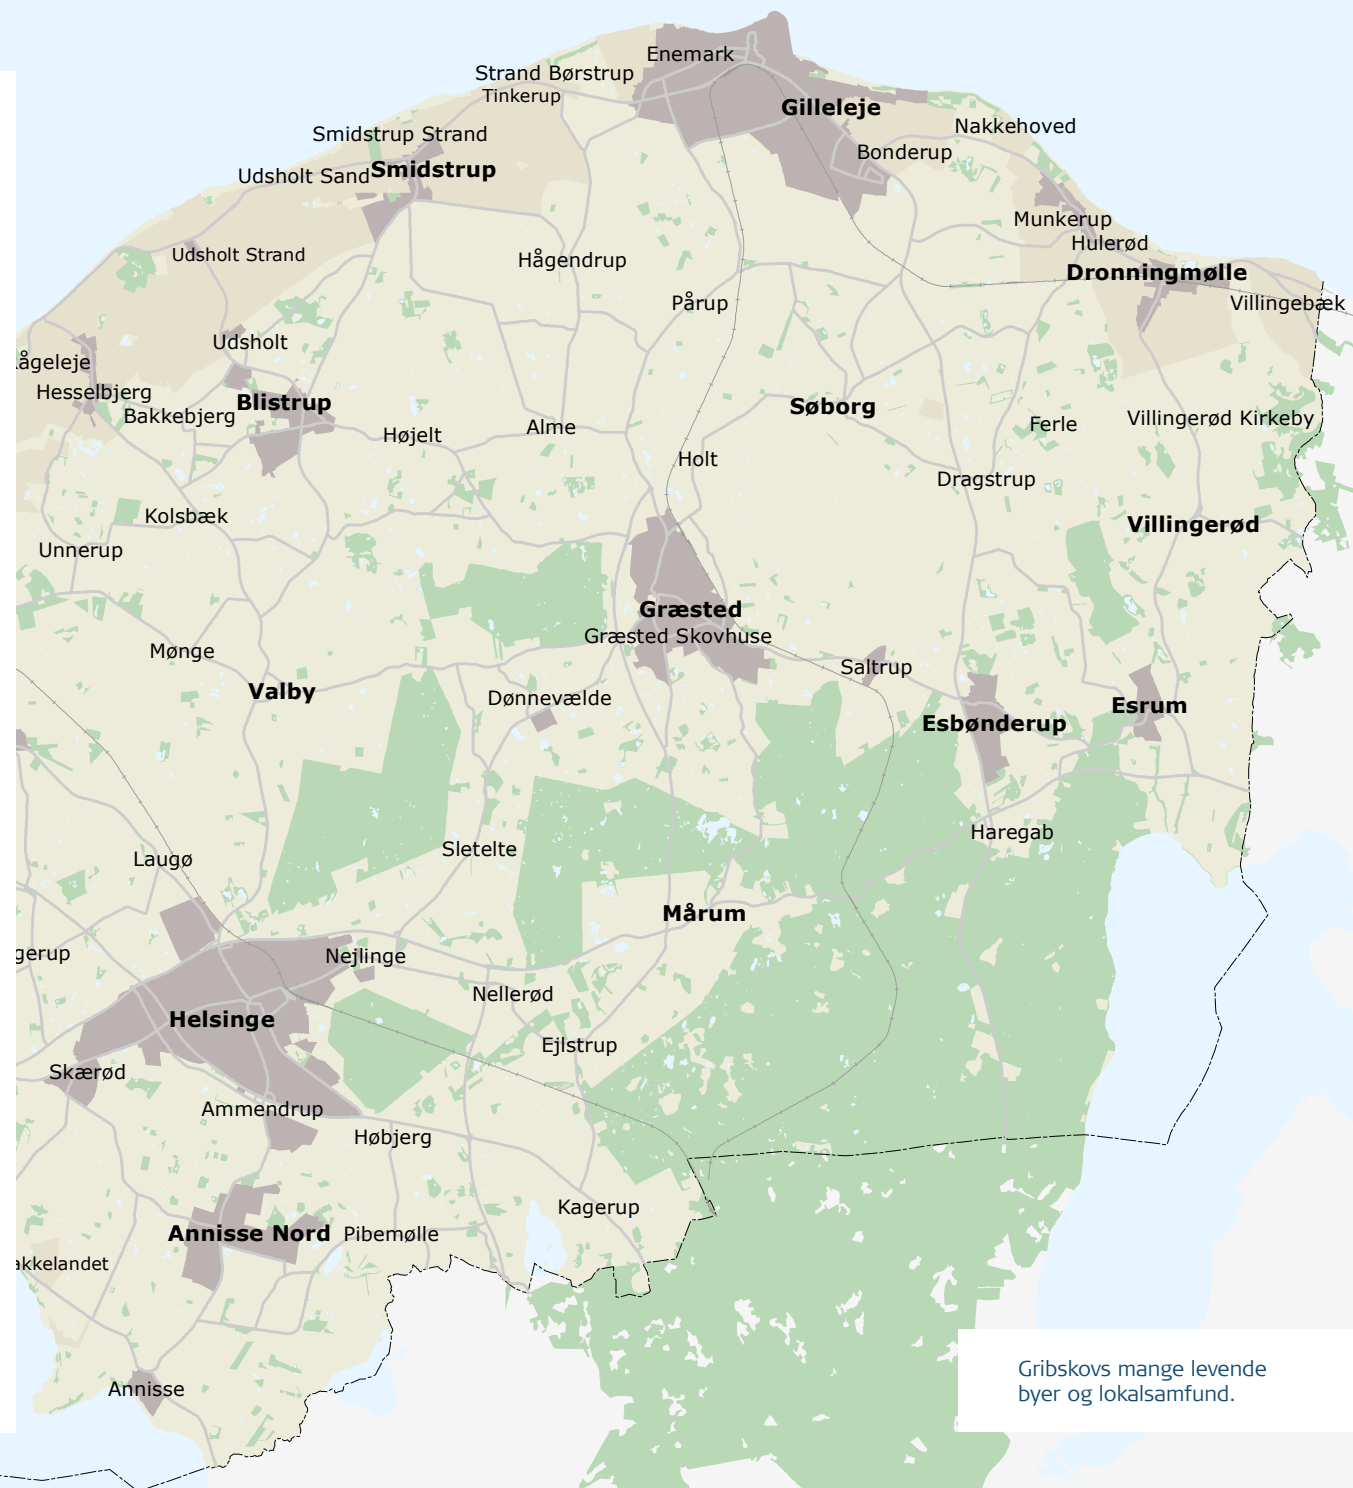 Enemark
Strand Børstrup
Tinkerup
Gilleleje
Smidstrup Strand
Nakkehoved
Bonderup
Udsholt Sand
Smidstrup
Munkerup
Hulerød
Udsholt Strand
Hågendrup
Dronningmølle
Pårup
Villingebæk
Udsholt
ågeleje
Hesselbjerg
Blistrup
Bakkebjerg
Søborg
Højelt
Alme
Ferle
Villingerød Kirkeby
Holt
Dragstrup
Kolsbæk
Villingerød
Unnerup
Græsted
Græsted Skovhuse
Mønge
Saltrup
Valby
Dønnevælde
Esrum
Esbønderup
Haregab
Laugø
Sletelte
Mårum
gerup
Nejlinge
Nellerød
Helsinge
Ejlstrup
Skærød
Ammendrup
Høbjerg
Kagerup
Annisse Nord
Pibemølle
akkelandet
Annisse
Gribskovs mange levende
byer og lokalsamfund.